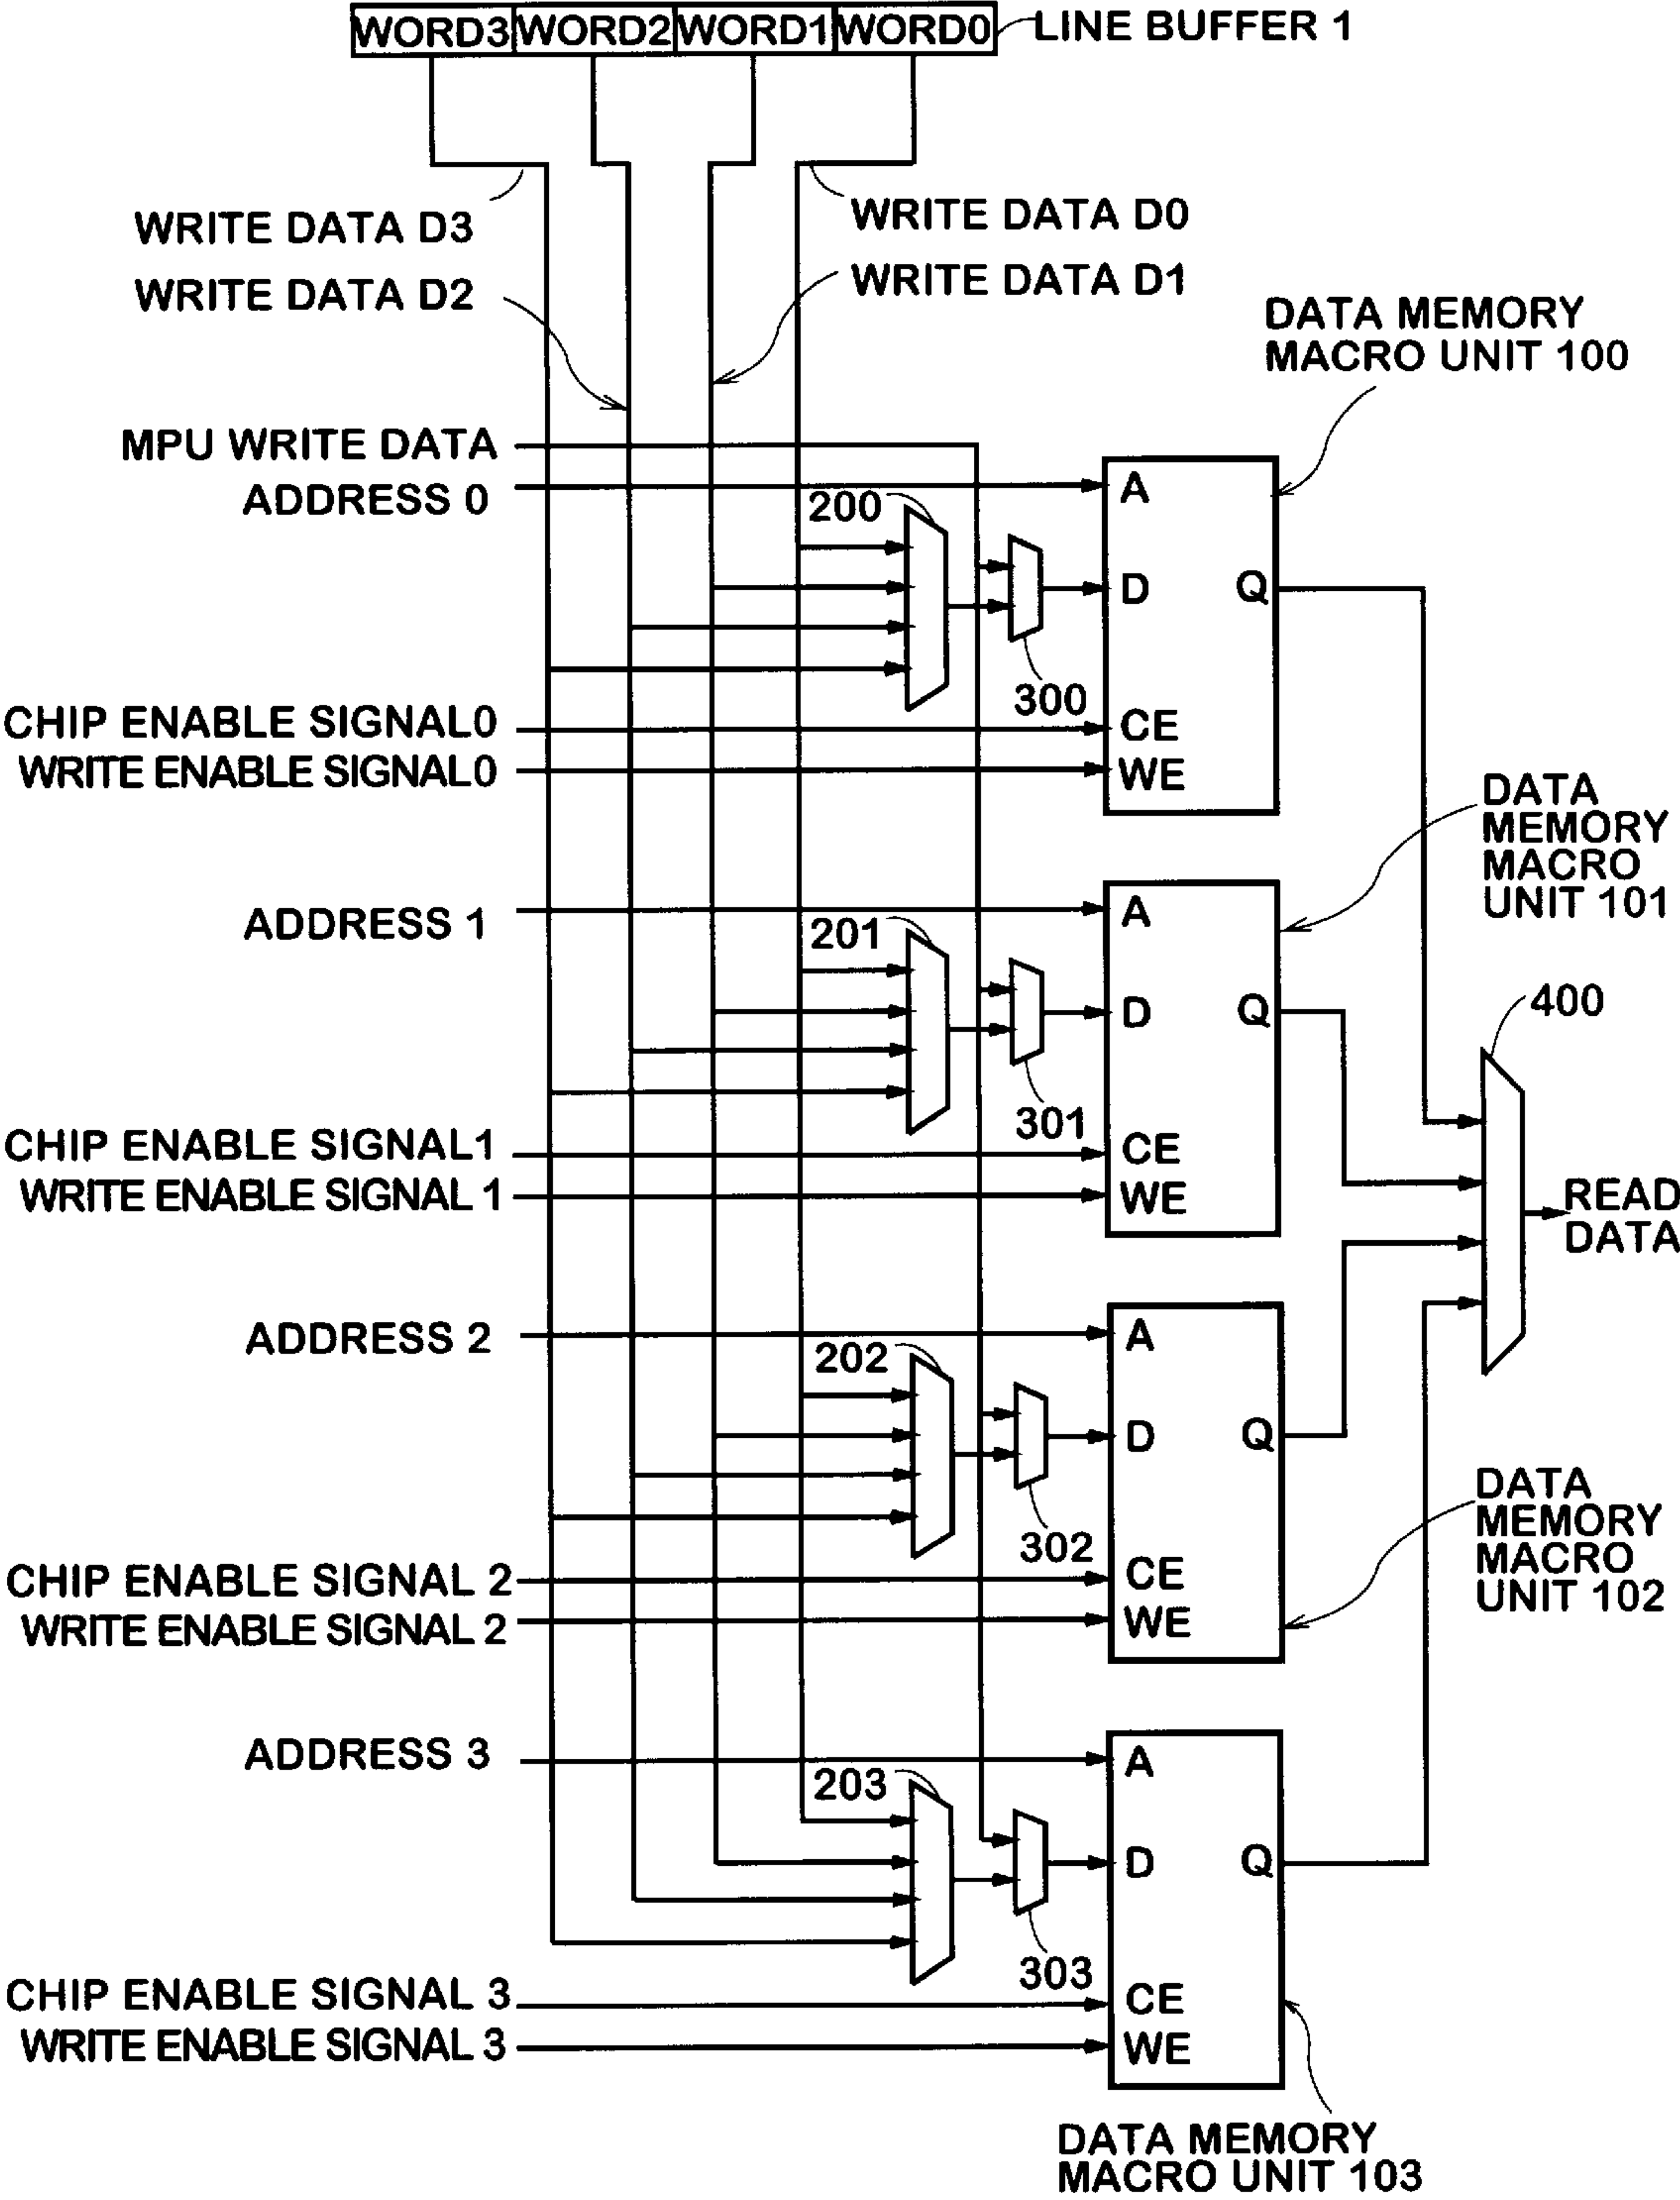 WORD3 WORD2 WORD1 WORD0 LINE BUFFER 1
WRITE DATA D3
WRITE DATA D0
WRITE DATA D2
WRITE DATA D1
DATA MEMORY
MACRO UNIT 100
MPU WRITE DATA
ADDRESS 0
200
A
D
Q
300
CHIP ENABLE SIGNAL0
CE
WRITE ENABLE SIGNAL0
WE
DATA
MEMORY
MACRO
UNIT 101
ADDRESS 1
201
A
D
Q
400
301
CHIP ENABLE SIGNAL1
CE
WRITE ENABLE SIGNAL 1
WE
READ
DATA
ADDRESS 2
202
A
D
Q
302
DATA
MEMORY
MACRO
UNIT 102
CHIP ENABLE SIGNAL 2
CE
WRITE ENABLE SIGNAL 2
WE
ADDRESS 3
203
A
D
Q
303
CHIP ENABLE SIGNAL 3
CE
WRITE ENABLE SIGNAL 3
WE
DATA MEMORY
MACRO UNIT 103